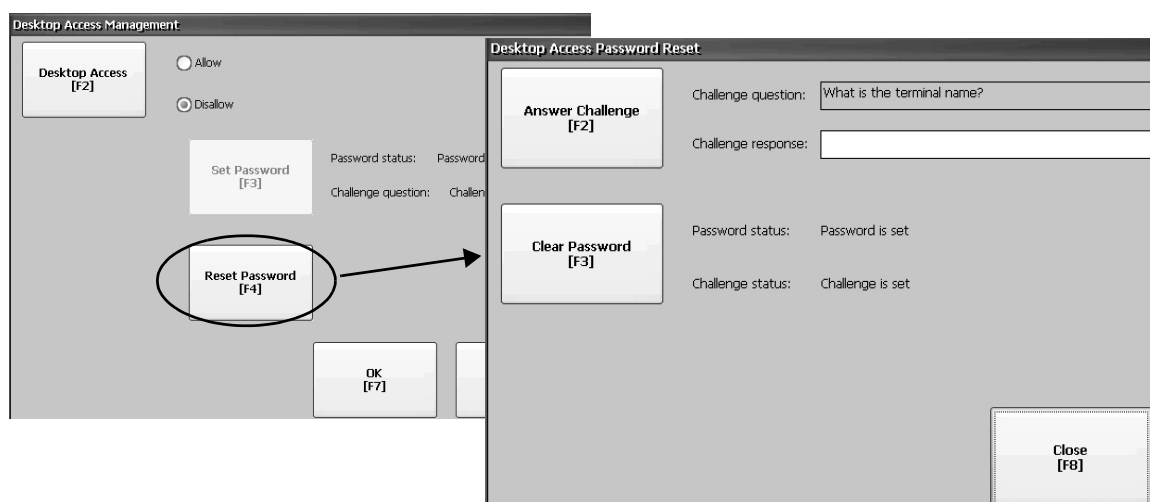 Desktop Access Management
Desktop Access
[F2]
Allow
Disallow
Set Password
[F3]
Password status: Password
Challenge question: Challen
Reset Password
[F4]
OK
[F7]
Desktop Access Password Reset
Answer Challenge
[F2]
Challenge question: What is the terminal name?
Challenge response:
Clear Password
[F3]
Password status: Password is set
Challenge status: Challenge is set
Close
[F8]